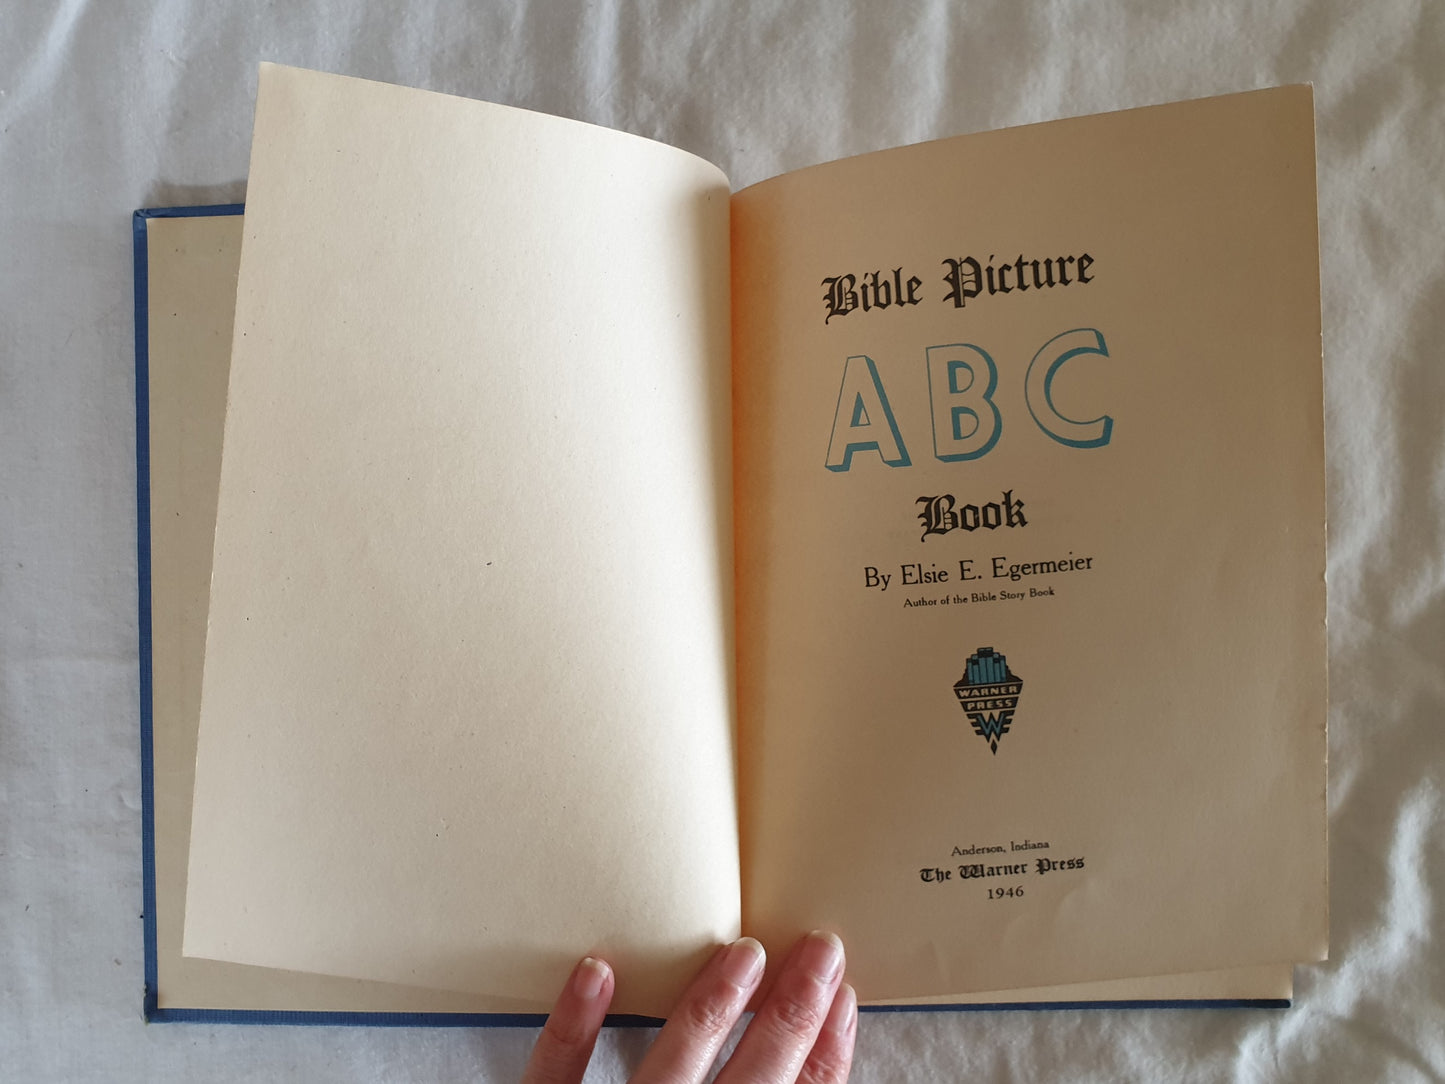 Bible Picture
ABC
Book
By Elsie E. Egermeier
Author of the Bible Story Book
WARNER
PRESS
W
Anderson, Indiana
The Warner Press
1946